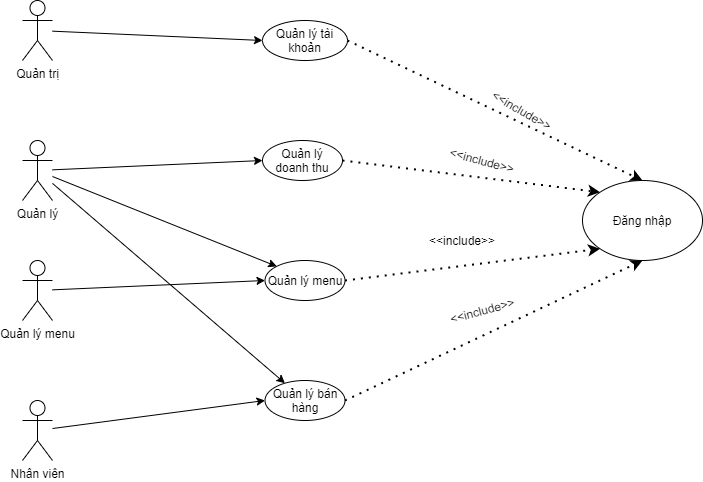 Quản trị
Quản lý tài
khoản
<<include>>
Quản lý
Quản lý
doanh thu
<<include>>
Đăng nhập
Quản lý menu
Quản lý menu
<<include>>
Nhân viên
Quản lý bán
hàng
<<include>>